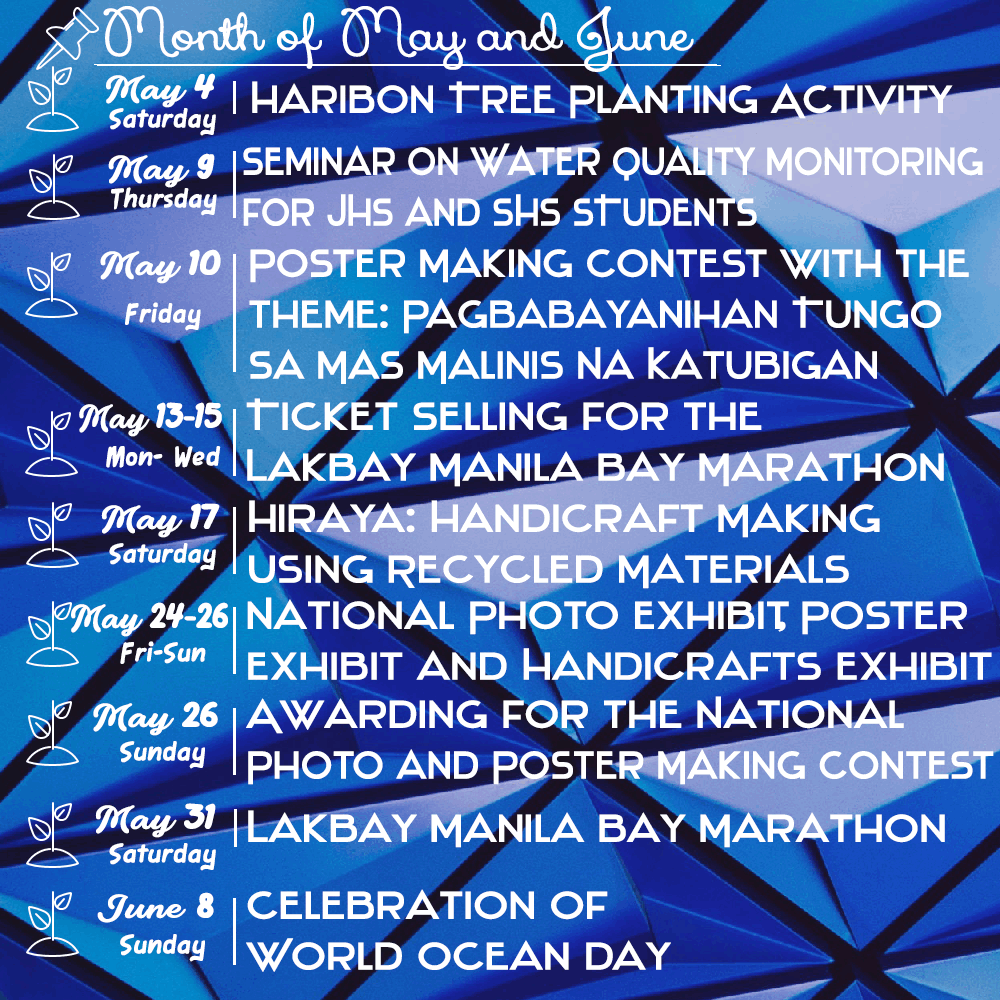 Month of May and June
May 4
Saturday
HARIBON TREE PLANTING ACTIVITY
May 9
Thursday
SEMINAR ON WATER QUALITY MONITORING
FOR JHS AND SHS STUDENTS
May 10
Friday
POSTER MAKING CONTEST WITH THE
THEME: PAGBABAYANIHAN TUNGO
SA MAS MALINIS NA KATUBIGAN
May 13-15
Mon- Wed
TICKET SELLING FOR THE
LAKBAY MANILA BAY MARATHON
May 17
Saturday
HIRAYA: HANDICRAFT MAKING
USING RECYCLED MATERIALS
May 24-26
Fri-Sun
NATIONAL PHOTO EXHIBIT, POSTER
EXHIBIT AND HANDICRAFTS EXHIBIT
May 26
Sunday
AWARDING FOR THE NATIONAL
PHOTO AND POSTER MAKING CONTEST
May 31
Saturday
LAKBAY MANILA BAY MARATHON
June 8
Sunday
CELEBRATION OF
WORLD OCEAN DAY